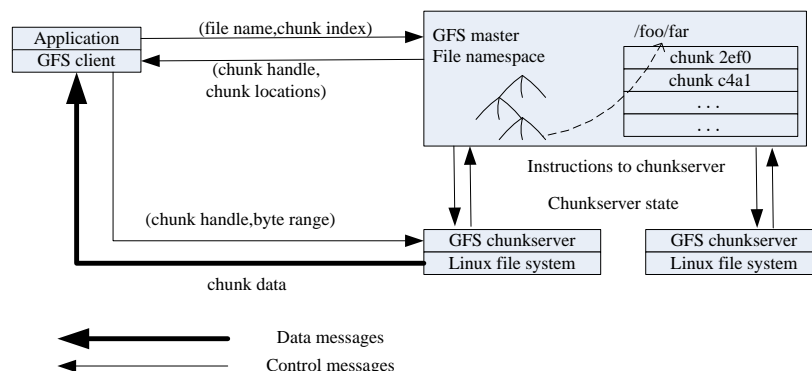 Application
GFS client
(file name,chunk index)
(chunk handle,
chunk locations)
GFS master
File namespace
/foo/far
chunk 2ef0
chunk c4a1
. . .
. . .
Instructions to chunkserver
Chunkserver state
(chunk handle,byte range)
GFS chunkserver
Linux file system
GFS chunkserver
Linux file system
chunk data
Data messages
Control messages